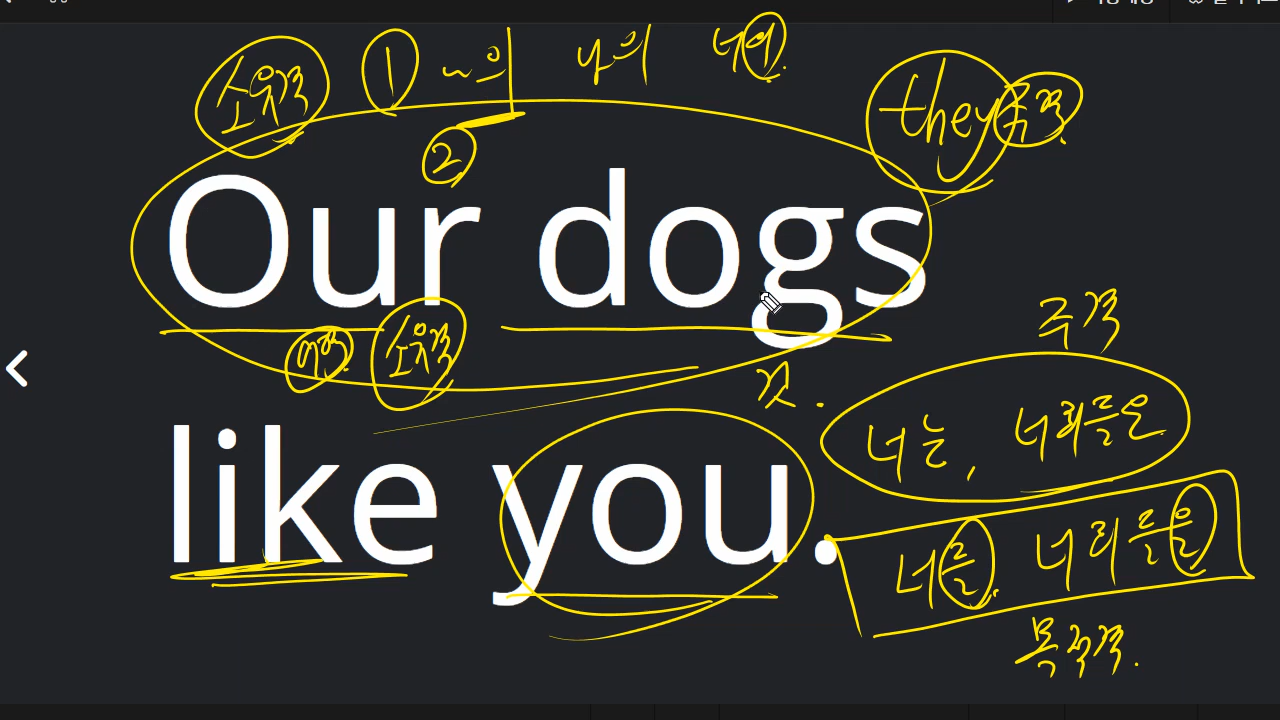 소유격 1 ~의 나의 너의.
they 주격.
2
Our dogs
소유격
주격
것.
너는, 너희들은
like you.
너를. 너희들을
목적격.